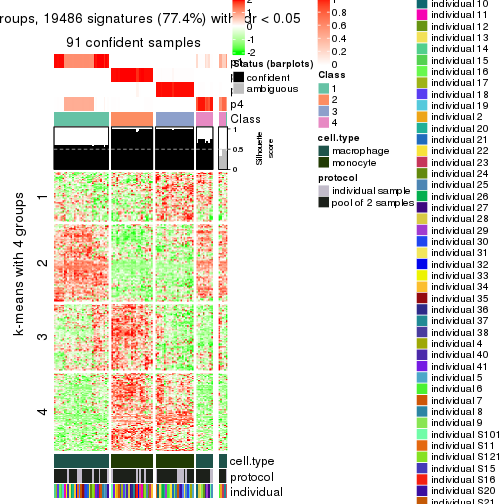 roups, 19486 signatures (77.4%) with fdr < 0.05
91 confident samples
p4
Class
1
0.5
0
Silhouette
score
1
2
3
4
k-means with 4 groups
cell.type
protocol
individual
2
-1
-2
Status (barplots)
confident
ambiguous
0.8
0.6
0.4
0.2
0
Class
1
2
3
4
cell.type
macrophage
monocyte
protocol
individual sample
pool of 2 samples
individual 10
individual 11
individual 12
individual 13
individual 14
individual 15
individual 16
individual 17
individual 18
individual 19
individual 2
individual 20
individual 21
individual 22
individual 23
individual 24
individual 25
individual 26
individual 27
individual 28
individual 29
individual 30
individual 31
individual 32
individual 33
individual 34
individual 35
individual 36
individual 37
individual 38
individual 4
individual 40
individual 41
individual 5
individual 6
individual 7
individual 8
individual 9
individual S101
individual S11
individual S121
individual S15
individual S16
individual S20
individual S21